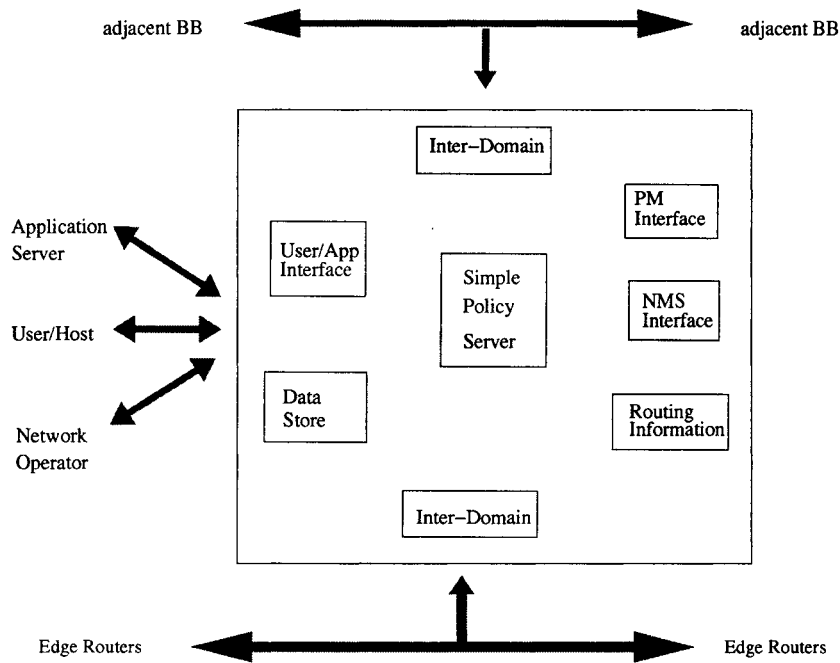 adjacent BB
adjacent BB
Inter-Domain
PM
Interface
Application
Server
User/App
Interface
Simple
Policy
Server
NMS
Interface
User/Host
Data
Store
Routing
Information
Network
Operator
Inter-Domain
Edge Routers
Edge Routers